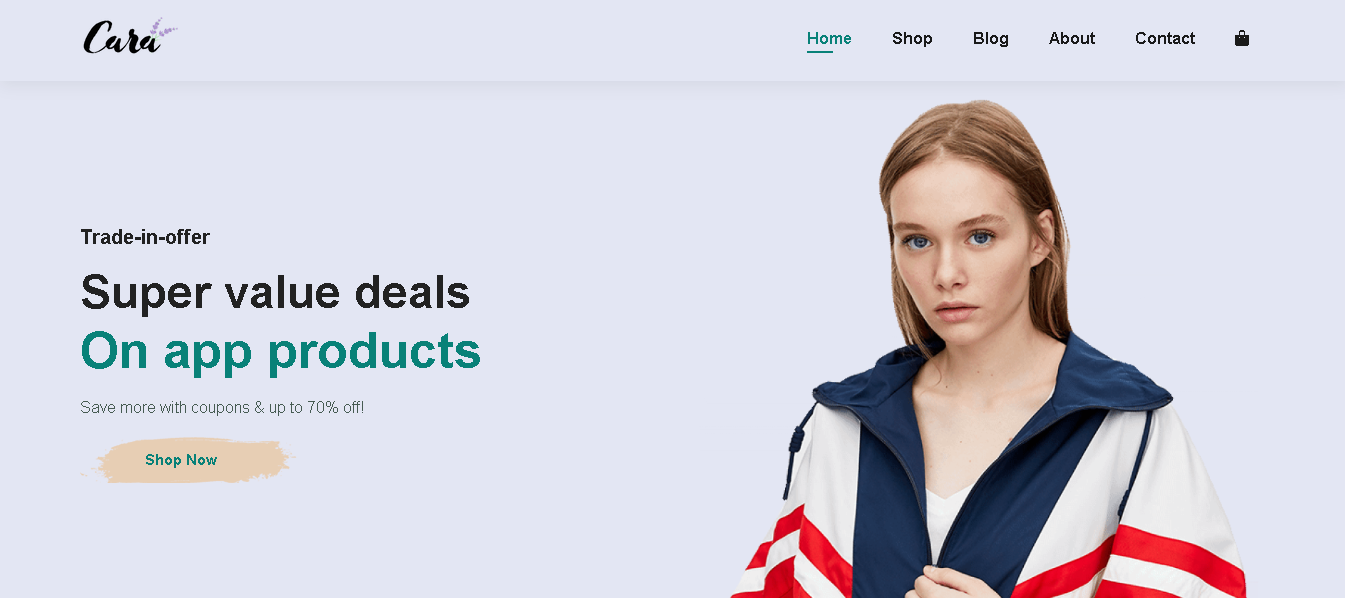 Cara
Home Shop Blog About Contact
Trade-in-offer
Super value deals
On app products
Save more with coupons & up to 70% off!
Shop Now